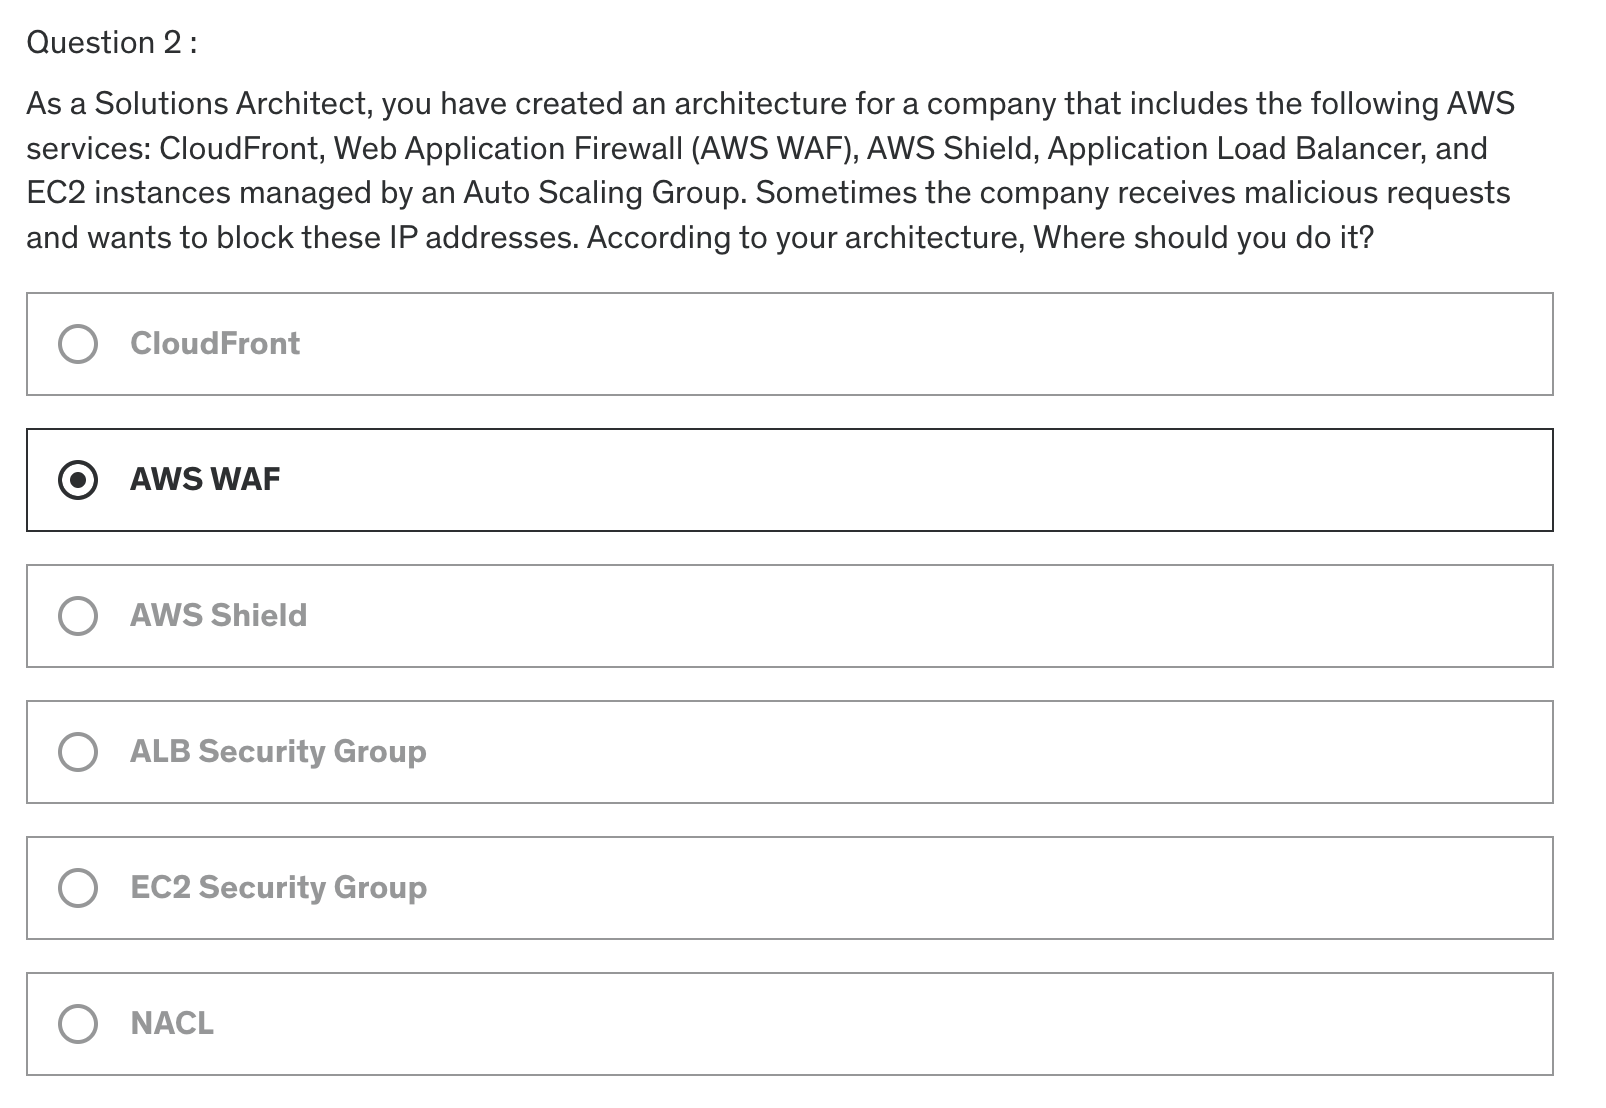 Question 2 :
As a Solutions Architect, you have created an architecture for a company that includes the following AWS
services: CloudFront, Web Application Firewall (AWS WAF), AWS Shield, Application Load Balancer, and
EC2 instances managed by an Auto Scaling Group. Sometimes the company receives malicious requests
and wants to block these IP addresses. According to your architecture, Where should you do it?
CloudFront
AWS WAF
AWS Shield
ALB Security Group
EC2 Security Group
NACL